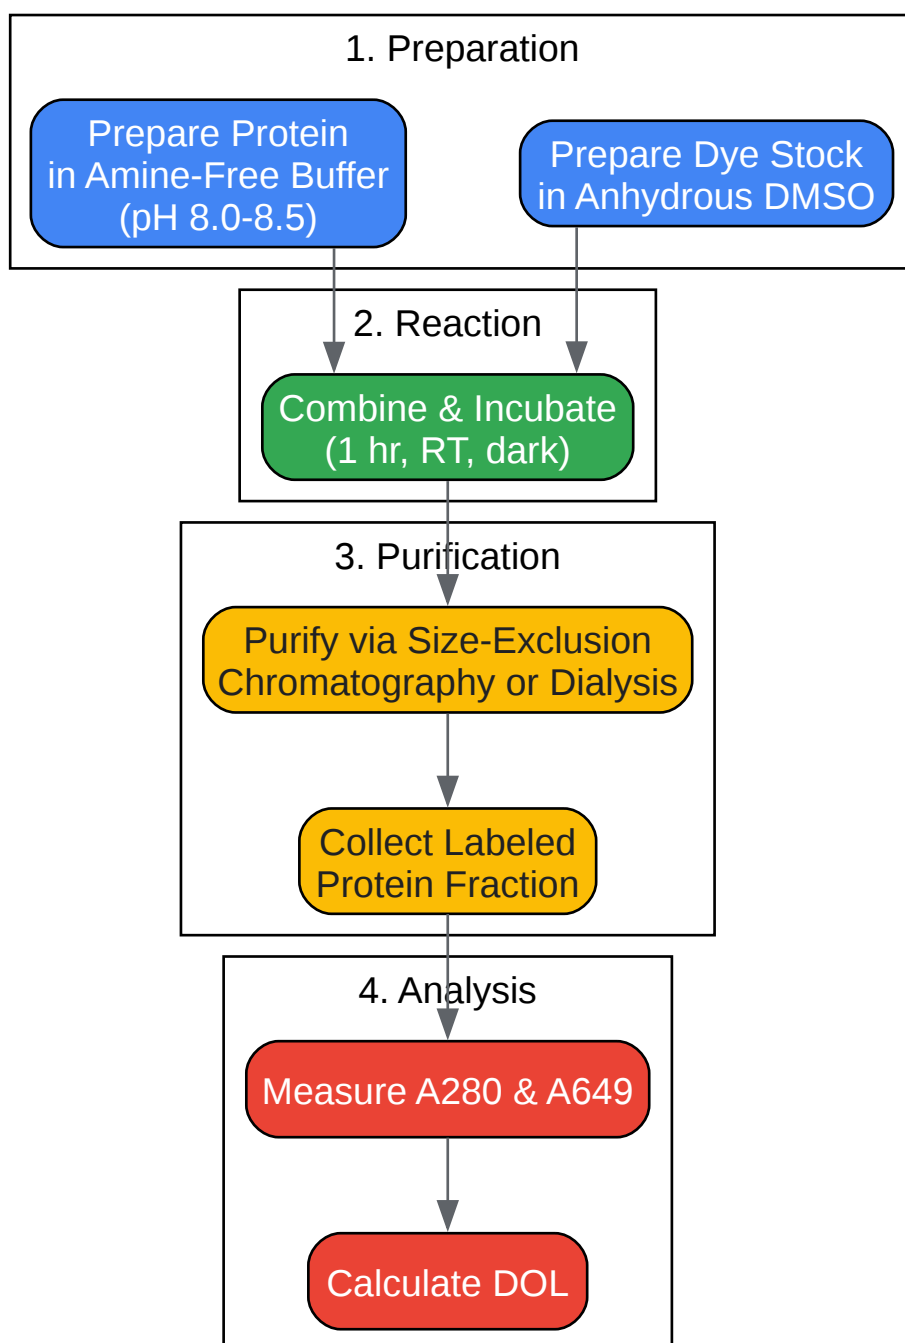 1. Preparation
Prepare Protein
in Amine-Free Buffer
(pH 8.0-8.5)
Prepare Dye Stock
in Anhydrous DMSO
2. Reaction
Combine & Incubate
(1 hr, RT, dark)
3. Purification
Purify via Size-Exclusion
Chromatography or Dialysis
Collect Labeled
Protein Fraction
4. Analysis
Measure A280 & A649
Calculate DOL